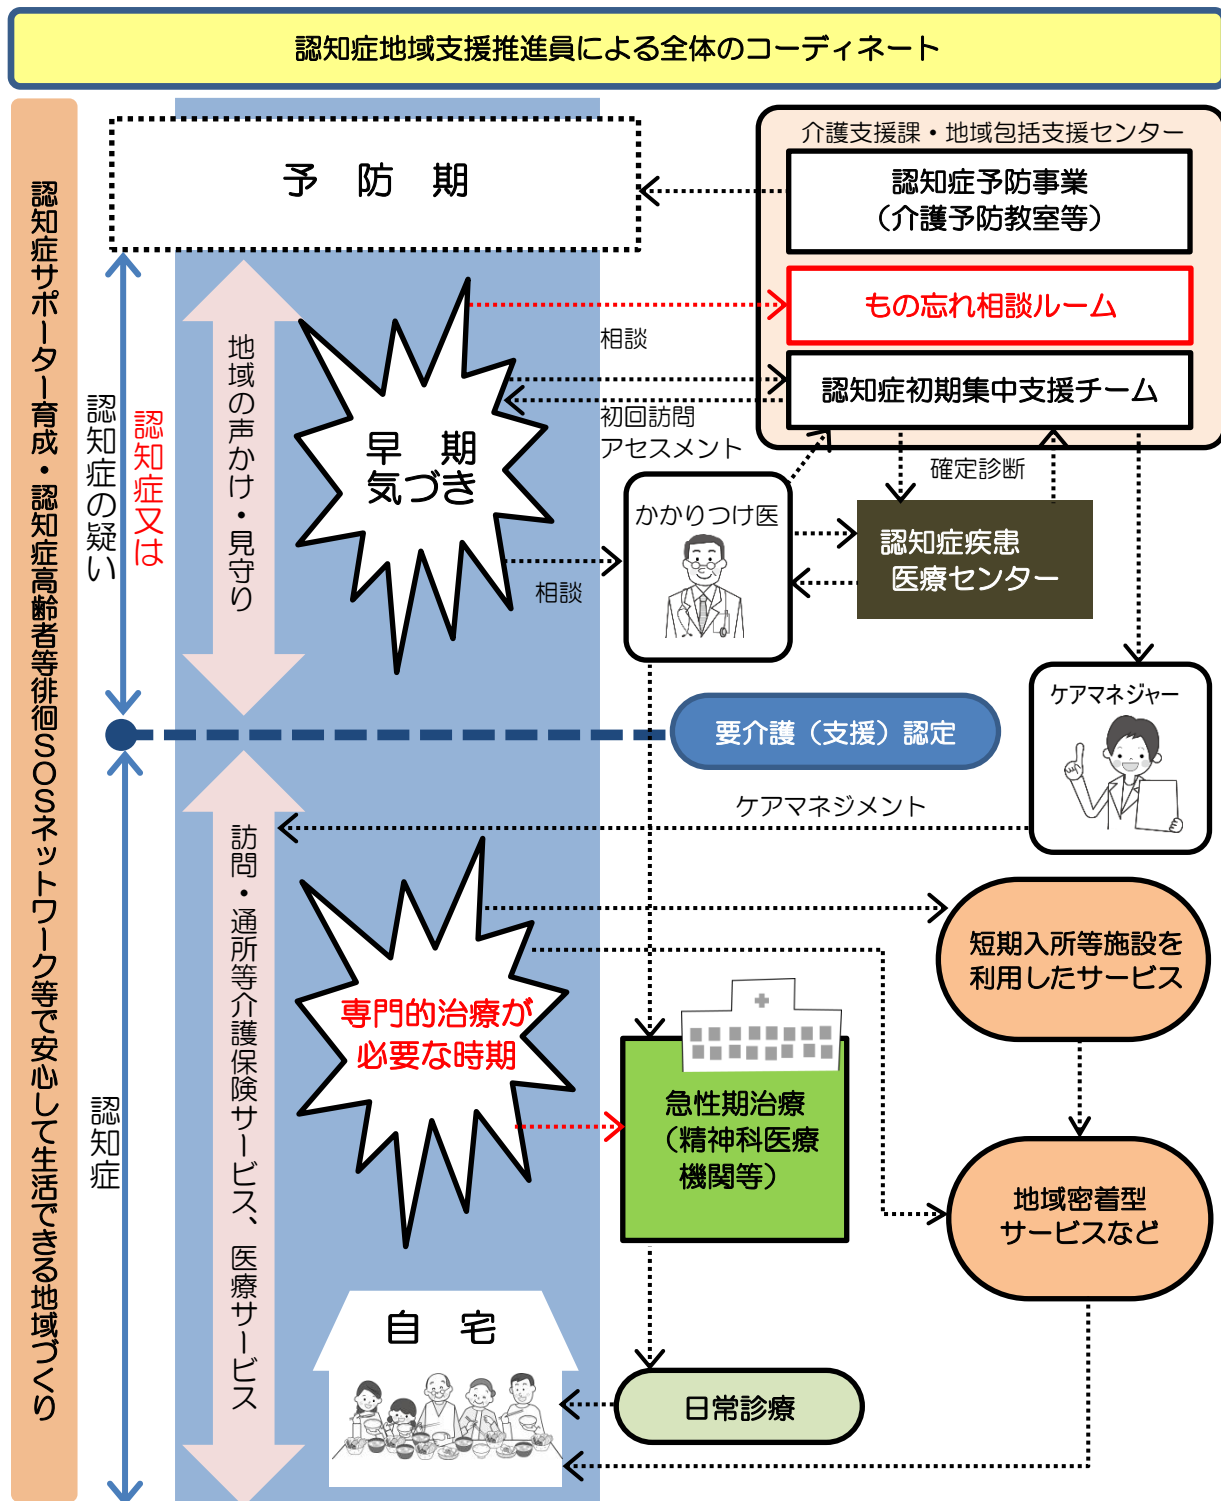 認知症地域支援推進員による全体のコーディネート
認知症サポーター育成・認知症高齢者等徘徊SOSネットワーク等で安心して生活できる地域づくり
予防期
介護支援課・地域包括支援センター
認知症予防事業
（介護予防教室等）
もの忘れ相談ルーム
相談
認知症初期集中支援チーム
初回訪問
アセスメント
認知症又は
認知症の疑い
地域の声かけ・見守り
早期
気づき
相談
かかりつけ医
確定診断
認知症疾患
医療センター
ケアマネジャー
要介護（支援）認定
ケアマネジメント
認知症
訪問・通所等介護保険サービス、医療サービス
専門的治療が
必要な時期
短期入所等施設を
利用したサービス
急性期治療
（精神科医療
機関等）
地域密着型
サービスなど
自宅
日常診療